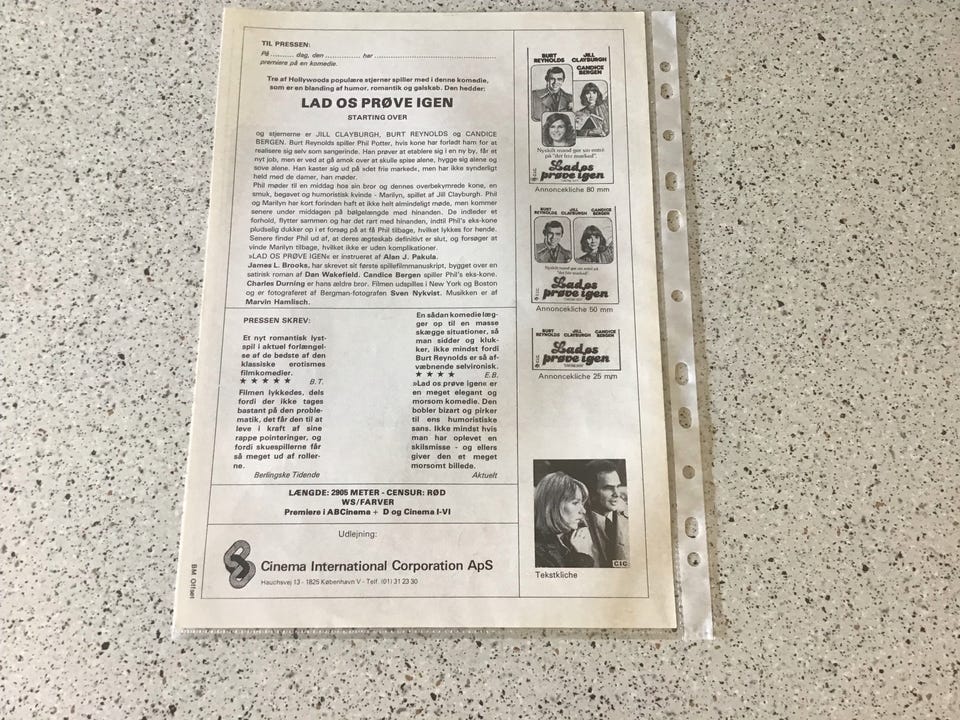 TIL PRESSEN:
På ......... dag, den ............. har ........................................
premiere på en komedie.
Tre af Hollywoods populære stjerner spiller med i denne komedie,
som er en blanding af humor, romantik og galskab. Den hedder:
LAD OS PRØVE IGEN
STARTING OVER
og stjernerne er JILL CLAYBURGH, BURT REYNOLDS og CANDICE
BERGEN. Burt Reynolds spiller Phil Potter, hvis kone har forladt ham for at
realisere sig selv som sangerinde. Han prøver at etablere sig i en ny by, får et
nyt job, men er ved at gå amok over at skulle spise alene, hygge sig alene og
sove alene. Han kaster sig ud på »det frie marked«, men har ikke synderligt
held med de damer, han møder.
Phil møder til en middag hos sin bror og dennes overbekymrede kone, en
smuk, begavet og humoristisk kvinde - Marilyn, spillet af Jill Clayburgh. Phil
og Marilyn har kort forinden haft et ikke helt almindeligt møde, men kommer
senere under middagen på bølgelængde med hinanden. De indleder et
forhold, flytter sammen og har det rart med hinanden, indtil Phil's eks-kone
pludselig dukker op i et forsøg på at få Phil tilbage, hvilket lykkes for hende.
Senere finder Phil ud af, at deres ægteskab definitivt er slut, og forsøger at
vinde Marilyn tilbage, hvilket ikke er uden komplikationer.
»LAD OS PRØVE IGEN« er instrueret af Alan J. Pakula.
James L. Brooks, har skrevet sit første spillefilmmanuskript, bygget over en
satirisk roman af Dan Wakefield. Candice Bergen spiller Phil's eks-kone.
Charles Durning er hans ældre bror. Filmen udspilles i New York og Boston
og er fotograferet af Bergman-fotografen Sven Nykvist. Musikken er af
Marvin Hamlisch.
PRESSEN SKREV:
Et nyt romantisk lyst-
spil i aktuel forlængel-
se af de bedste af den
klassiske erotismes
filmkomedier.
★ ★ ★ ★ ★ B.T.
Filmen lykkedes, dels
fordi der ikke tages
bastant på den proble-
matik, det får den til at
leve i kraft af sine
rappe pointeringer, og
fordi skuespillerne får
så meget ud af roller-
ne.
Berlingske Tidende
En sådan komedie læg-
ger op til en masse
skægge situationer, så
man sidder og kluk-
ker, ikke mindst fordi
Burt Reynolds er så af-
væbnende selvironisk.
★ ★ ★ ★ E.B.
»Lad os prøve igen« er
en meget elegant og
morsom komedie. Den
bobler bizart og pirker
til ens humoristiske
sans. Ikke mindst hvis
man har oplevet en
skilsmisse - og ellers
giver den et meget
morsomt billede.
Aktuelt
LÆNGDE: 2905 METER - CENSUR: RØD
WS/FARVER
Premiere i ABCinema + D og Cinema I-VI
Udlejning:
Cinema International Corporation ApS
Hauchsvej 13 - 1825 København V - Telf. (01) 31 23 30
BM Offset
BURT REYNOLDS JILL CLAYBURGH
CANDICE BERGEN
Nyskilt mand gør sin entré
på "det frie marked".
Lad os
prøve igen
Annoncekliche 80 mm
BURT REYNOLDS JILL CLAYBURGH CANDICE BERGEN
Nyskilt mand gør sin entré på
"det frie marked"
Lad os
prøve igen
Annoncekliche 50 mm
BURT REYNOLDS JILL CLAYBURGH CANDICE BERGEN
Lad os
prøve igen
Annoncekliche 25 mm
CIC
Tekstkliche